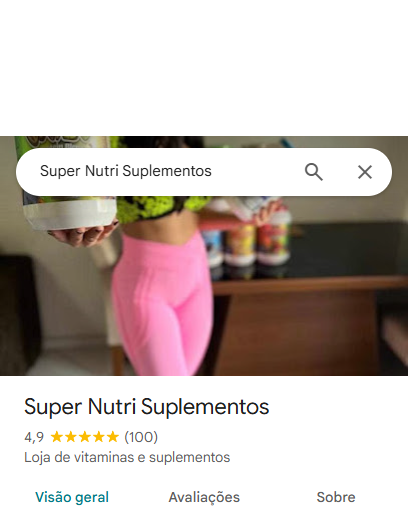 Super Nutri Suplementos
Super Nutri Suplementos
4,9 ★★★★★ (100)
Loja de vitaminas e suplementos
Visão geral Avaliações Sobre